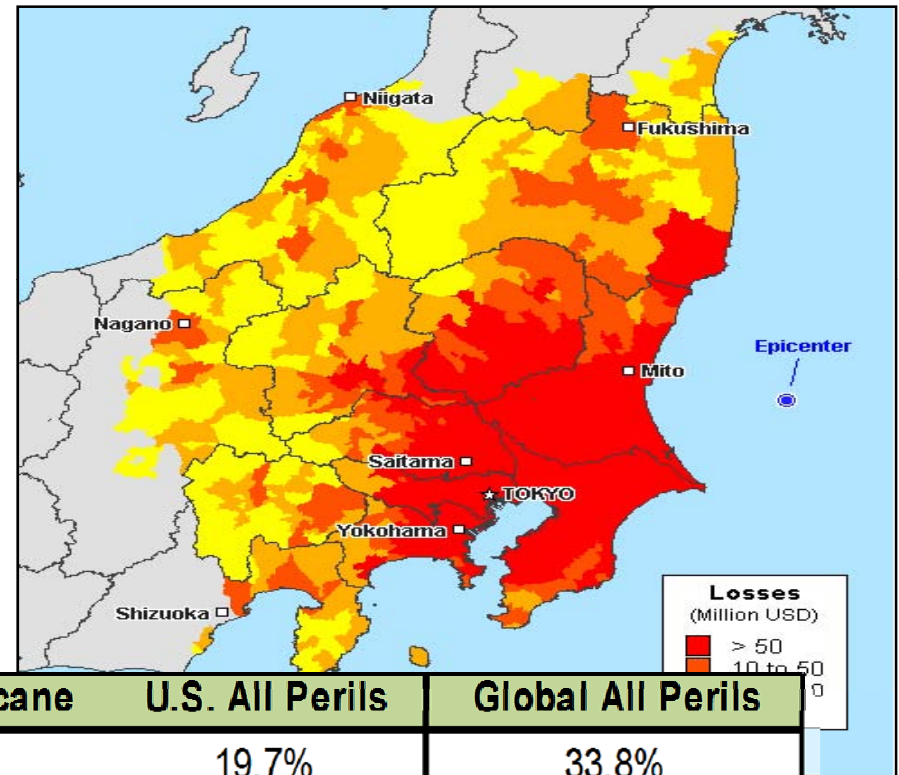 Niigata
Fukushima
Nagano
Epicenter
Mito
Saitama
TOKYO
Yokohama
Shizuoka
Losses
(Million USD)
> 50
10 to 50
U.S. All Perils Global All Perils
19.7% 33.8%